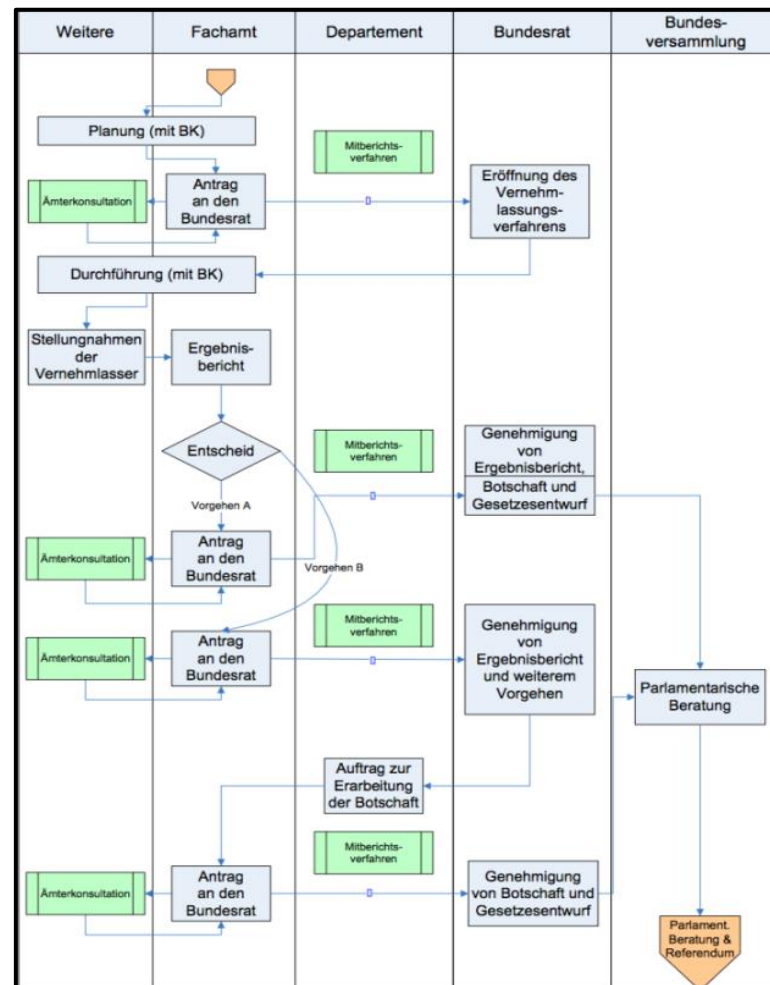 Weitere
Fachamt
Departement
Bundesrat
Bundes-
versammlung
Planung (mit BK)
Mitberichts-
verfahren
Ämterkonsultation
Antrag
an den
Bundesrat
Eröffnung des
Vernehm-
lassungs-
verfahrens
Durchführung (mit BK)
Stellungnahmen
der
Vernehmlasser
Ergebnis-
bericht
Entscheid
Mitberichts-
verfahren
Genehmigung
von
Ergebnisbericht,
Botschaft und
Gesetzesentwurf
Vorgehen A
Ämterkonsultation
Antrag
an den
Bundesrat
Vorgehen B
Ämterkonsultation
Antrag
an den
Bundesrat
Mitberichts-
verfahren
Genehmigung
von
Ergebnisbericht
und weiterem
Vorgehen
Parlamentarische
Beratung
Auftrag zur
Erarbeitung
der Botschaft
Mitberichts-
verfahren
Ämterkonsultation
Antrag
an den
Bundesrat
Genehmigung
von Botschaft und
Gesetzesentwurf
Parlament.
Beratung &
Referendum